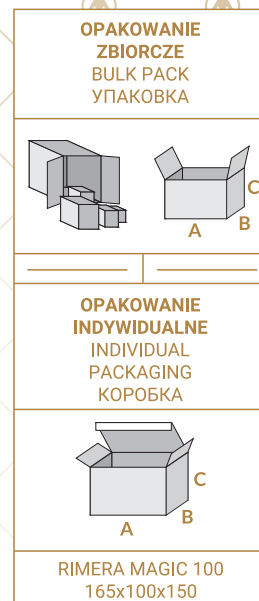 OPAKOWANIE
ZBIORCZE
BULK PACK
УПАКОВКА
C
B
A
OPAKOWANIE
INDYWIDUALNE
INDIVIDUAL
PACKAGING
КОРОБКА
C
B
A
RIMERA MAGIC 100
165x100x150